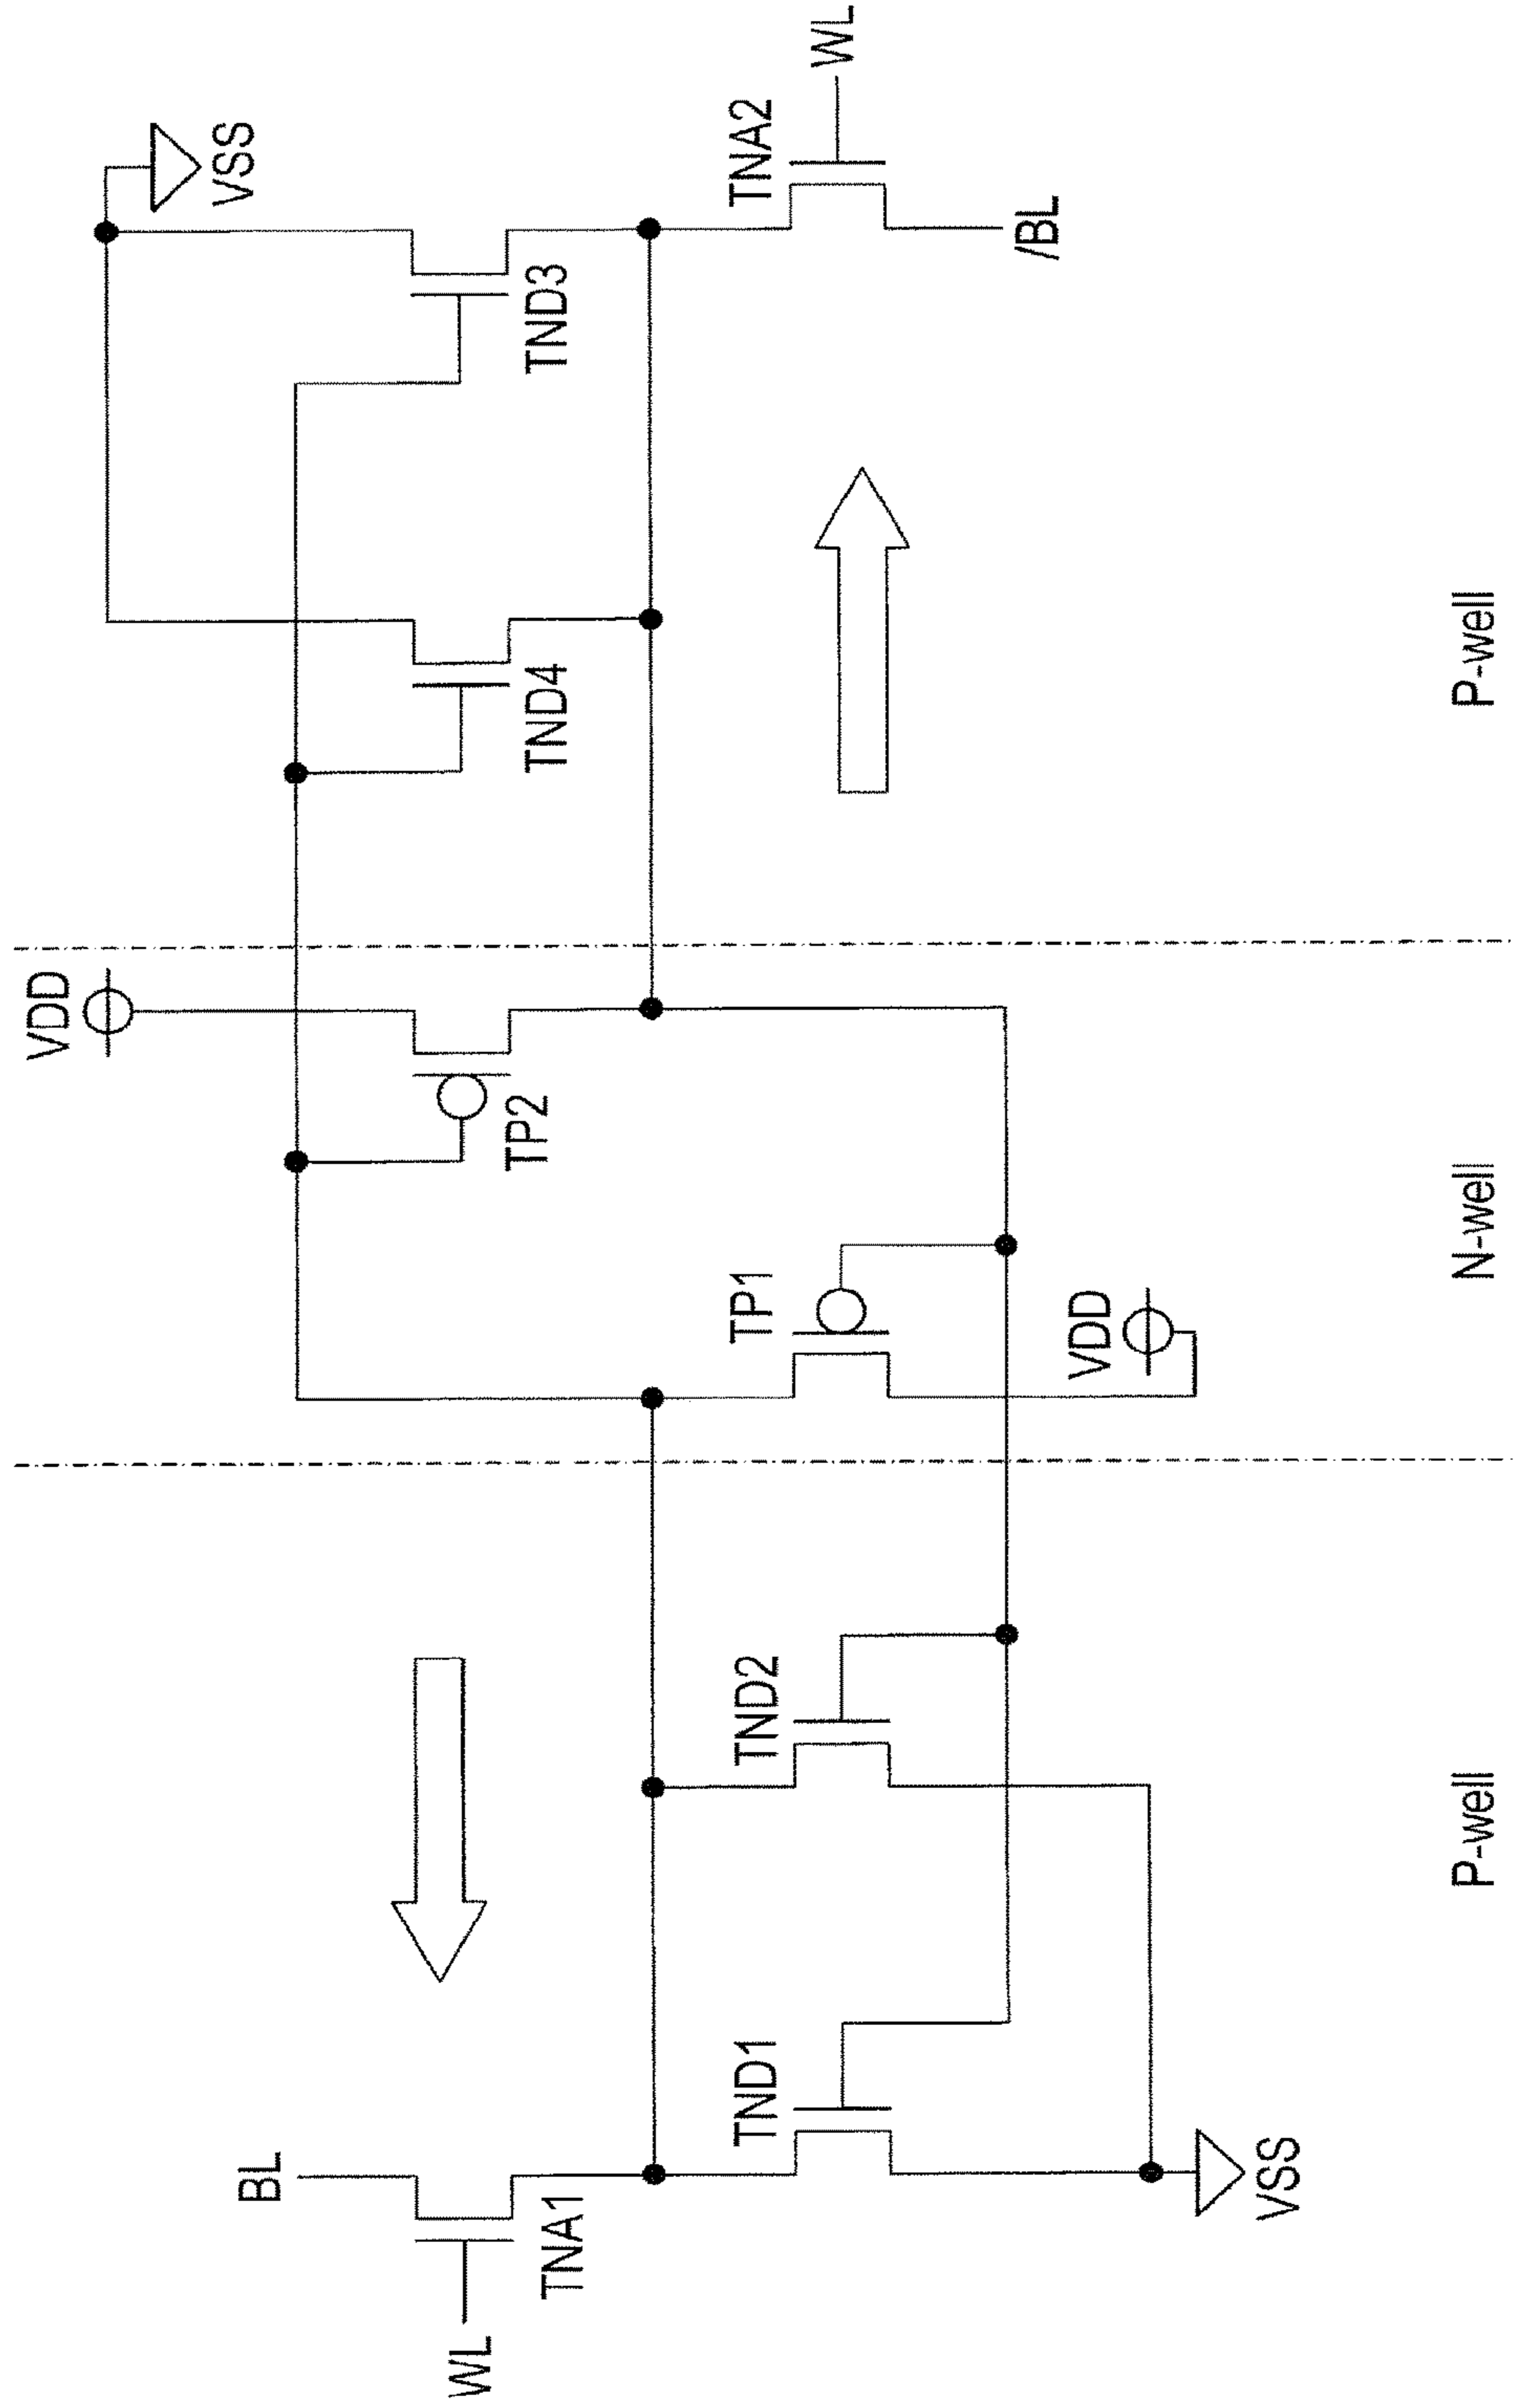 VDD
VSS
BL
TP2
TND4
TND3
WL
TNA1
TND1
TND2
TP1
TNA2
WL
VDD
/BL
VSS
P-well
N-well
P-well